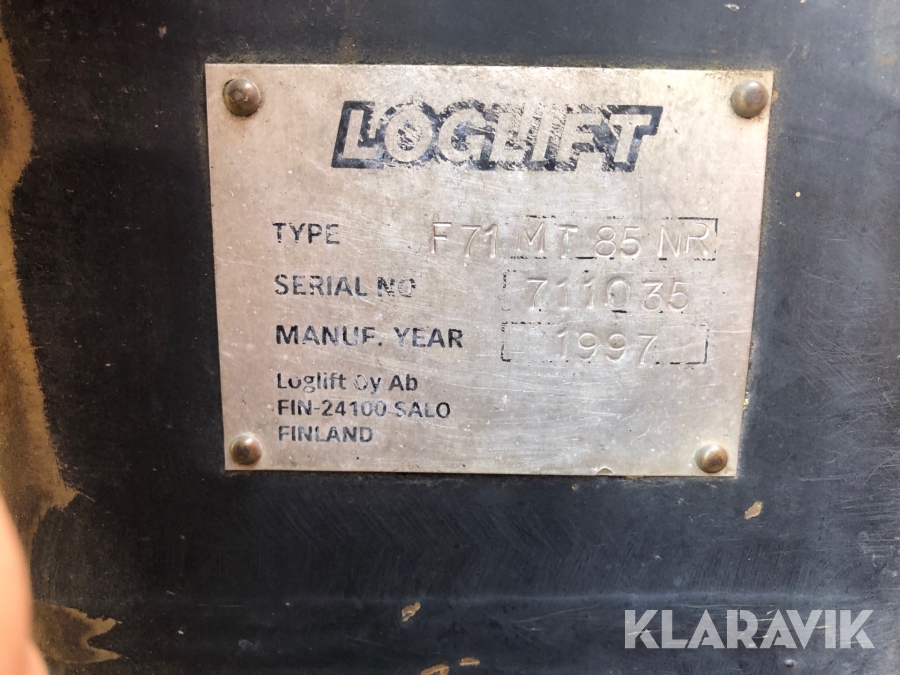 LOGLIFT
TYPE F71 MT 85 NR
SERIAL NO 711035
MANUF. YEAR 1997
Loglift Oy Ab
FIN-24100 SALO
FINLAND
KLARAVIK